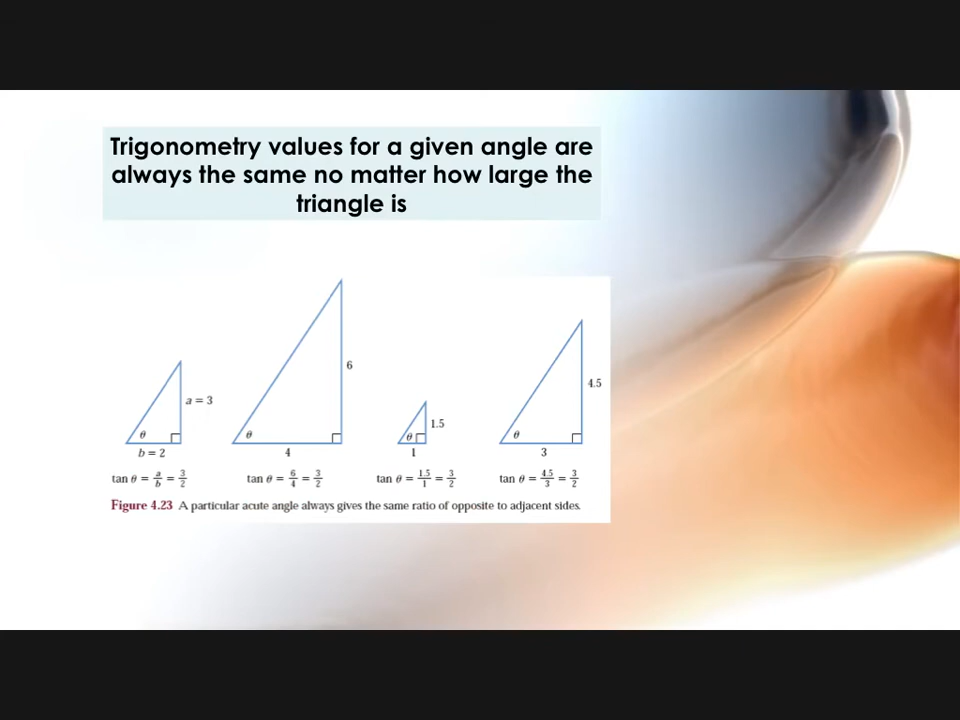 Trigonometry values for a given angle are
always the same no matter how large the
triangle is
6
4.5
a = 3
1.5
θ
θ
θ
θ
b = 2
4
1
3
tan θ = a/b = 3/2
tan θ = 6/4 = 3/2
tan θ = 1.5/1 = 3/2
tan θ = 4.5/3 = 3/2
Figure 4.23 A particular acute angle always gives the same ratio of opposite to adjacent sides.